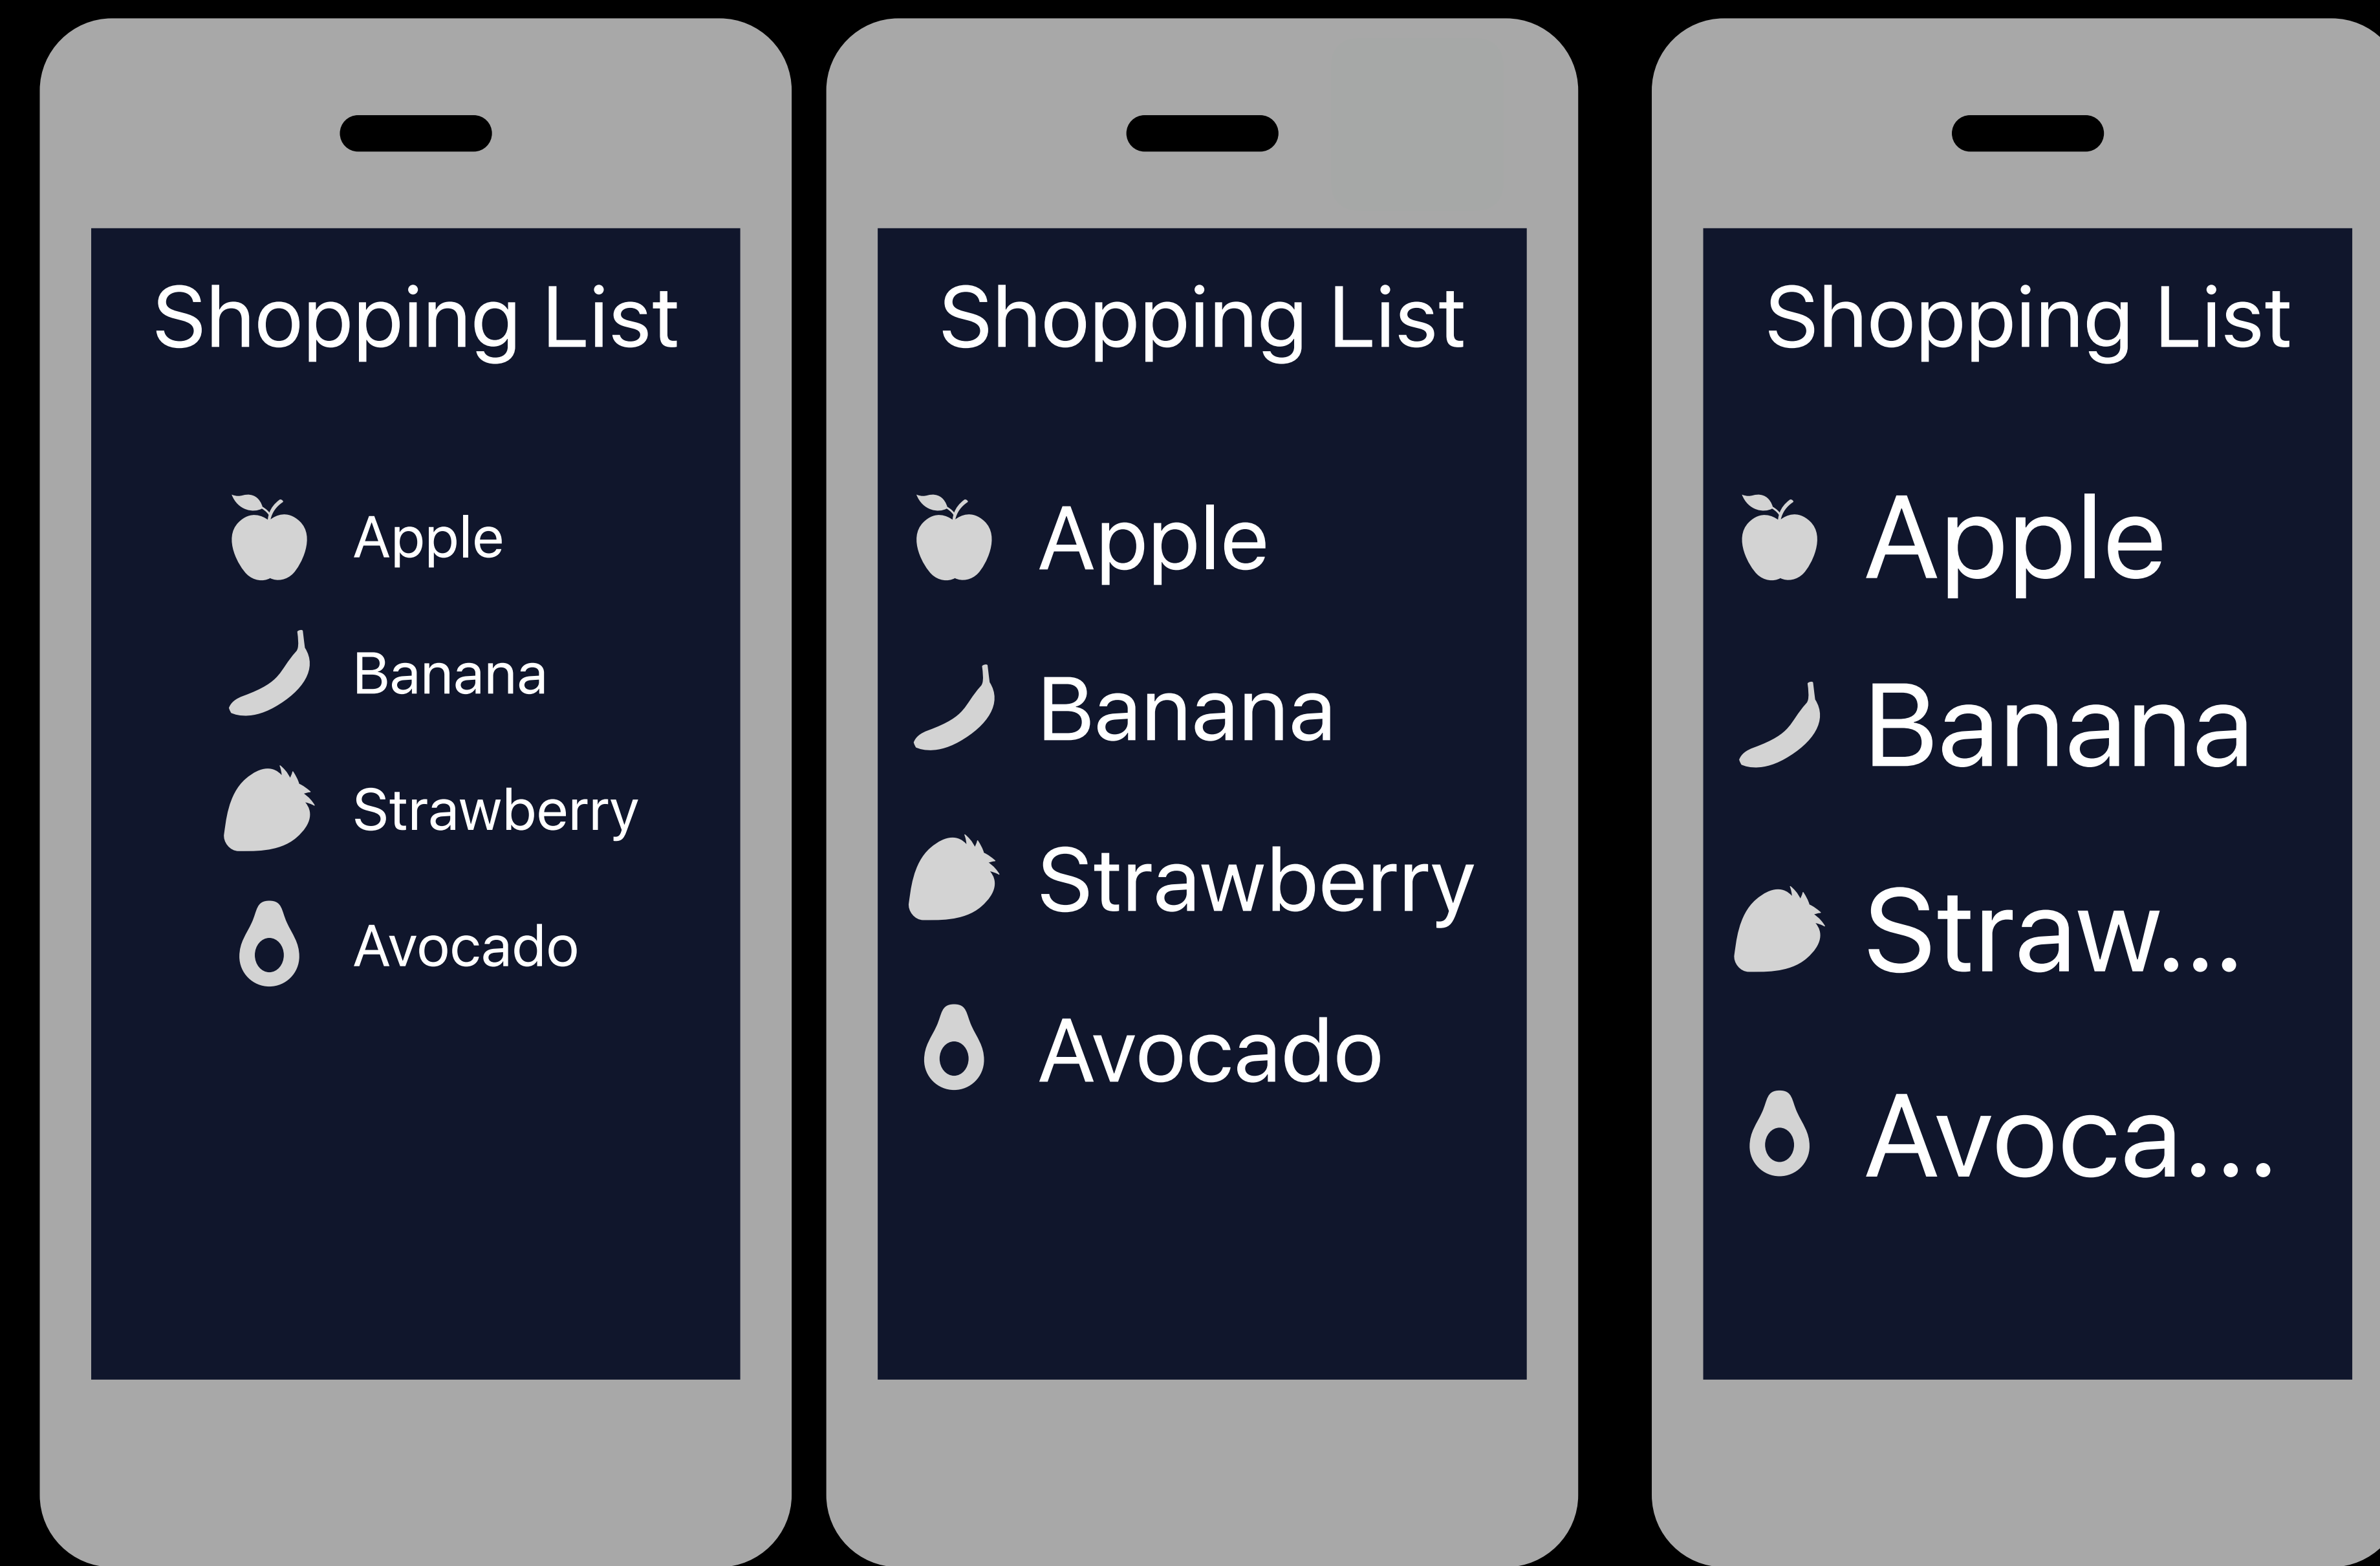 Shopping List
Apple
Banana
Strawberry
Avocado
Shopping List
Apple
Banana
Strawberry
Avocado
Shopping List
Apple
Banana
Straw...
Avoca...